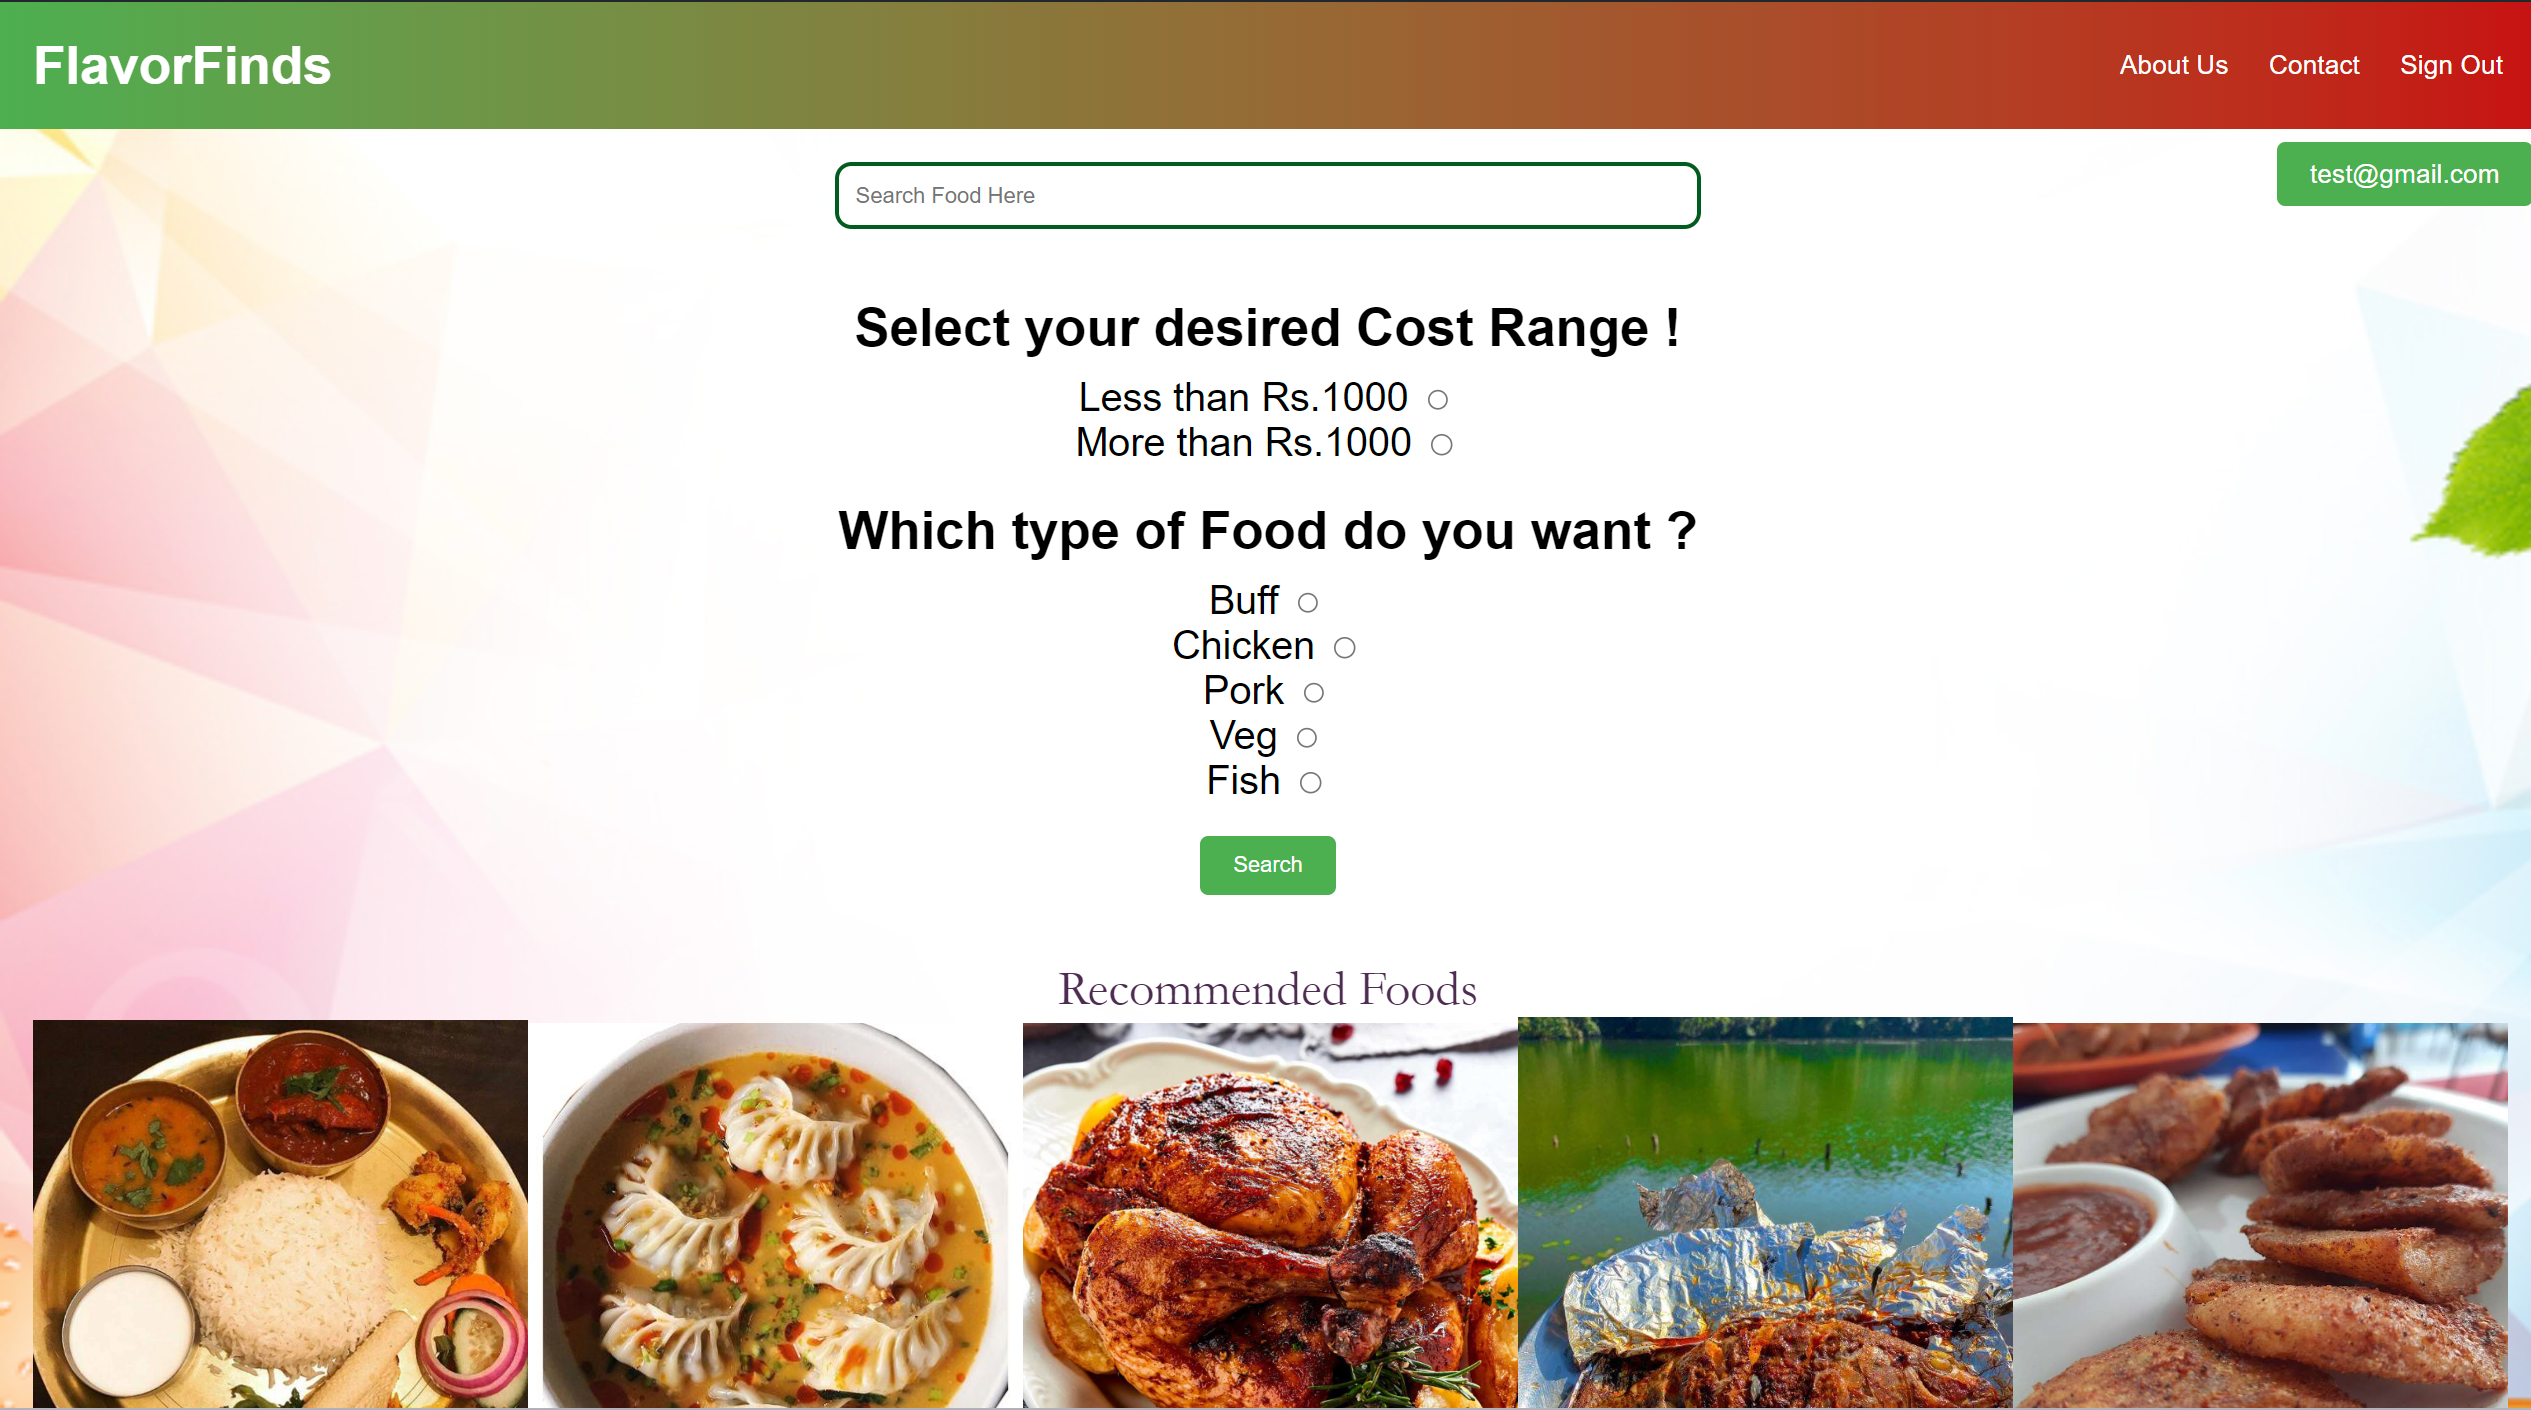 FlavorFinds
About Us
Contact
Sign Out
test@gmail.com
Search Food Here
Select your desired Cost Range !
Less than Rs.1000
More than Rs.1000
Which type of Food do you want ?
Buff
Chicken
Pork
Veg
Fish
Search
Recommended Foods